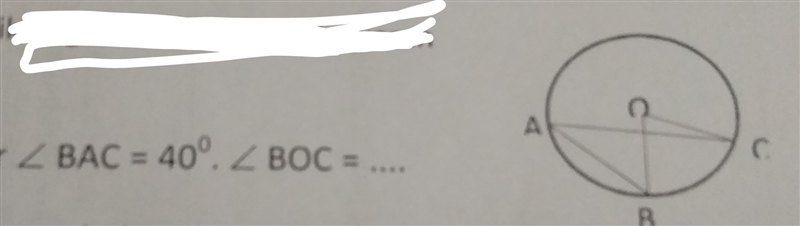 ∠ BAC = 40⁰. ∠ BOC = ....
O
A
C
B